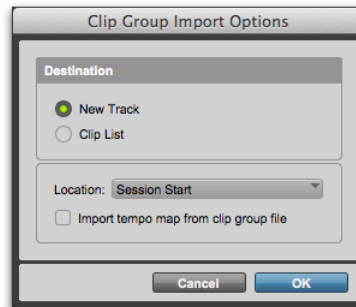 Clip Group Import Options
Destination
New Track
Clip List
Location: Session Start
Import tempo map from clip group file
Cancel OK